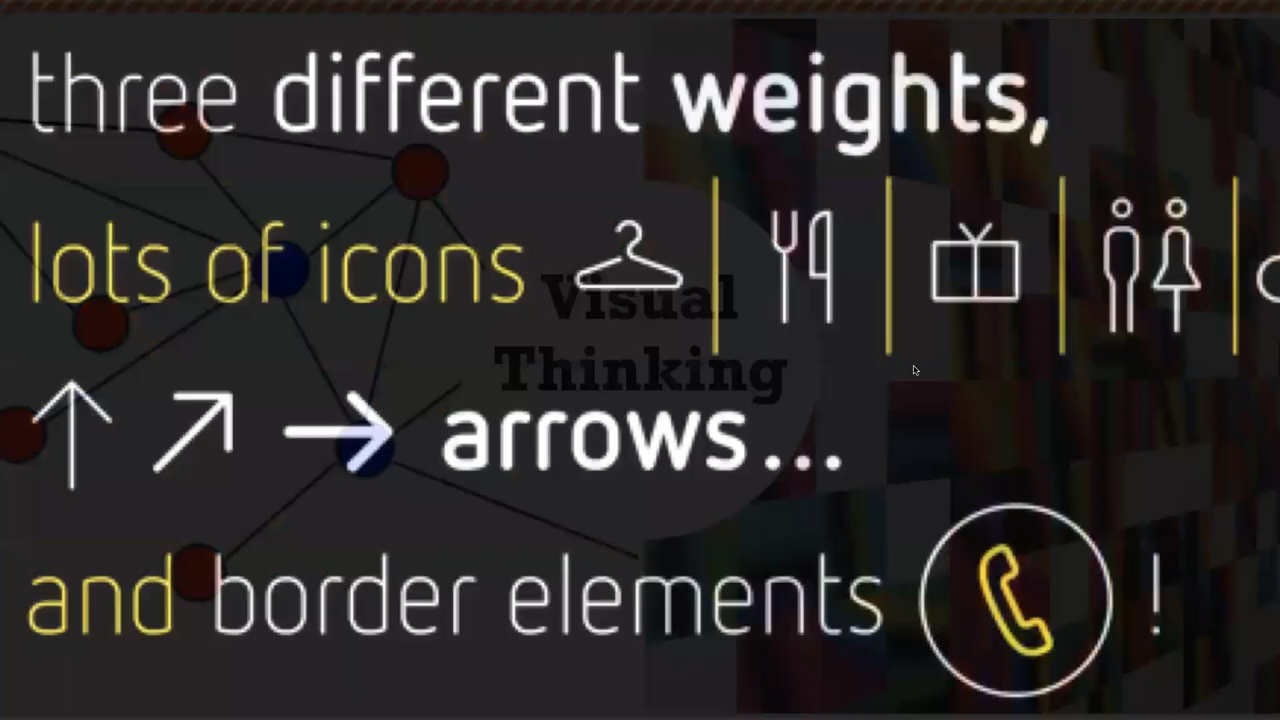 three different weights,
lots of icons
Visual
Thinking
arrows...
and border elements !